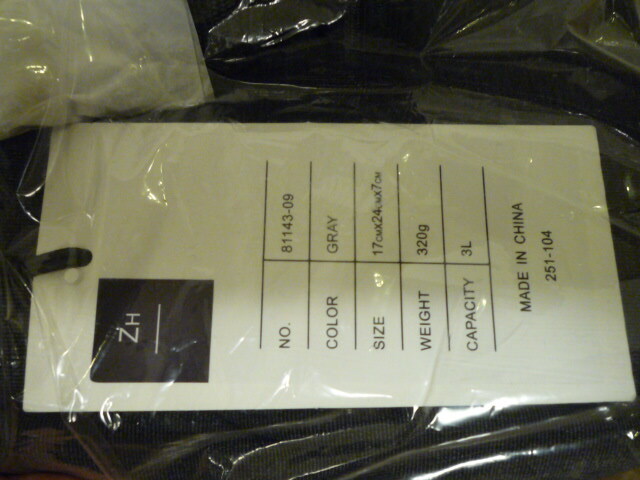 ZH
NO. 81143-09
COLOR GRAY
SIZE 17CMX24CMX7CM
WEIGHT 320g
CAPACITY 3L
MADE IN CHINA
251-104